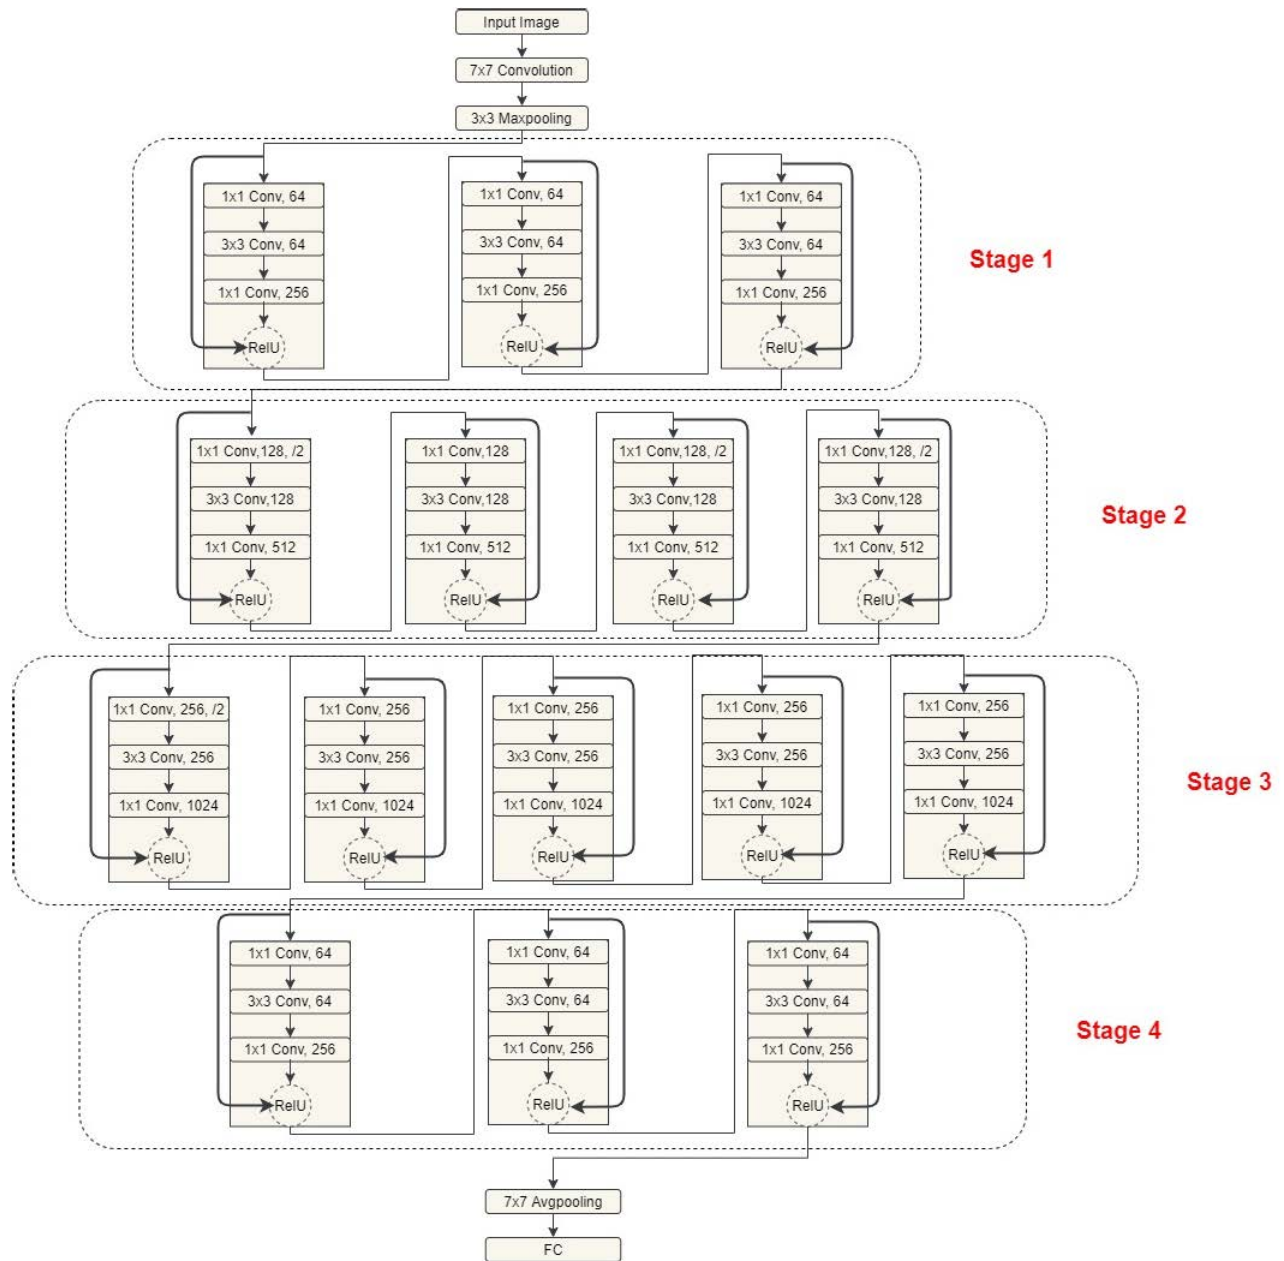 Input Image
7x7 Convolution
3x3 Maxpooling
1x1 Conv, 64
3x3 Conv, 64
1x1 Conv, 256
RelU
1x1 Conv, 64
3x3 Conv, 64
1x1 Conv, 256
RelU
1x1 Conv, 64
3x3 Conv, 64
1x1 Conv, 256
RelU
Stage 1
1x1 Conv,128, /2
3x3 Conv,128
1x1 Conv, 512
RelU
1x1 Conv,128
3x3 Conv,128
1x1 Conv, 512
RelU
1x1 Conv,128, /2
3x3 Conv,128
1x1 Conv, 512
RelU
1x1 Conv,128, /2
3x3 Conv,128
1x1 Conv, 512
RelU
Stage 2
1x1 Conv, 256, /2
3x3 Conv, 256
1x1 Conv, 1024
RelU
1x1 Conv, 256
3x3 Conv, 256
1x1 Conv, 1024
RelU
1x1 Conv, 256
3x3 Conv, 256
1x1 Conv, 1024
RelU
1x1 Conv, 256
3x3 Conv, 256
1x1 Conv, 1024
RelU
1x1 Conv, 256
3x3 Conv, 256
1x1 Conv, 1024
RelU
Stage 3
1x1 Conv, 64
3x3 Conv, 64
1x1 Conv, 256
RelU
1x1 Conv, 64
3x3 Conv, 64
1x1 Conv, 256
RelU
1x1 Conv, 64
3x3 Conv, 64
1x1 Conv, 256
RelU
Stage 4
7x7 Avgpooling
FC